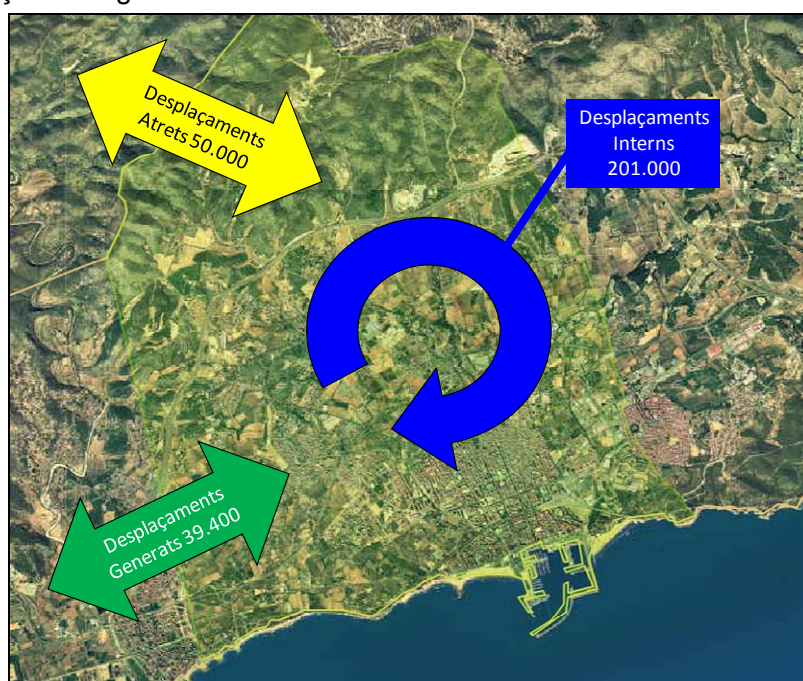 Desplaçaments
Atrets 50.000
Desplaçaments
Interns
201.000
Desplaçaments
Generats 39.400